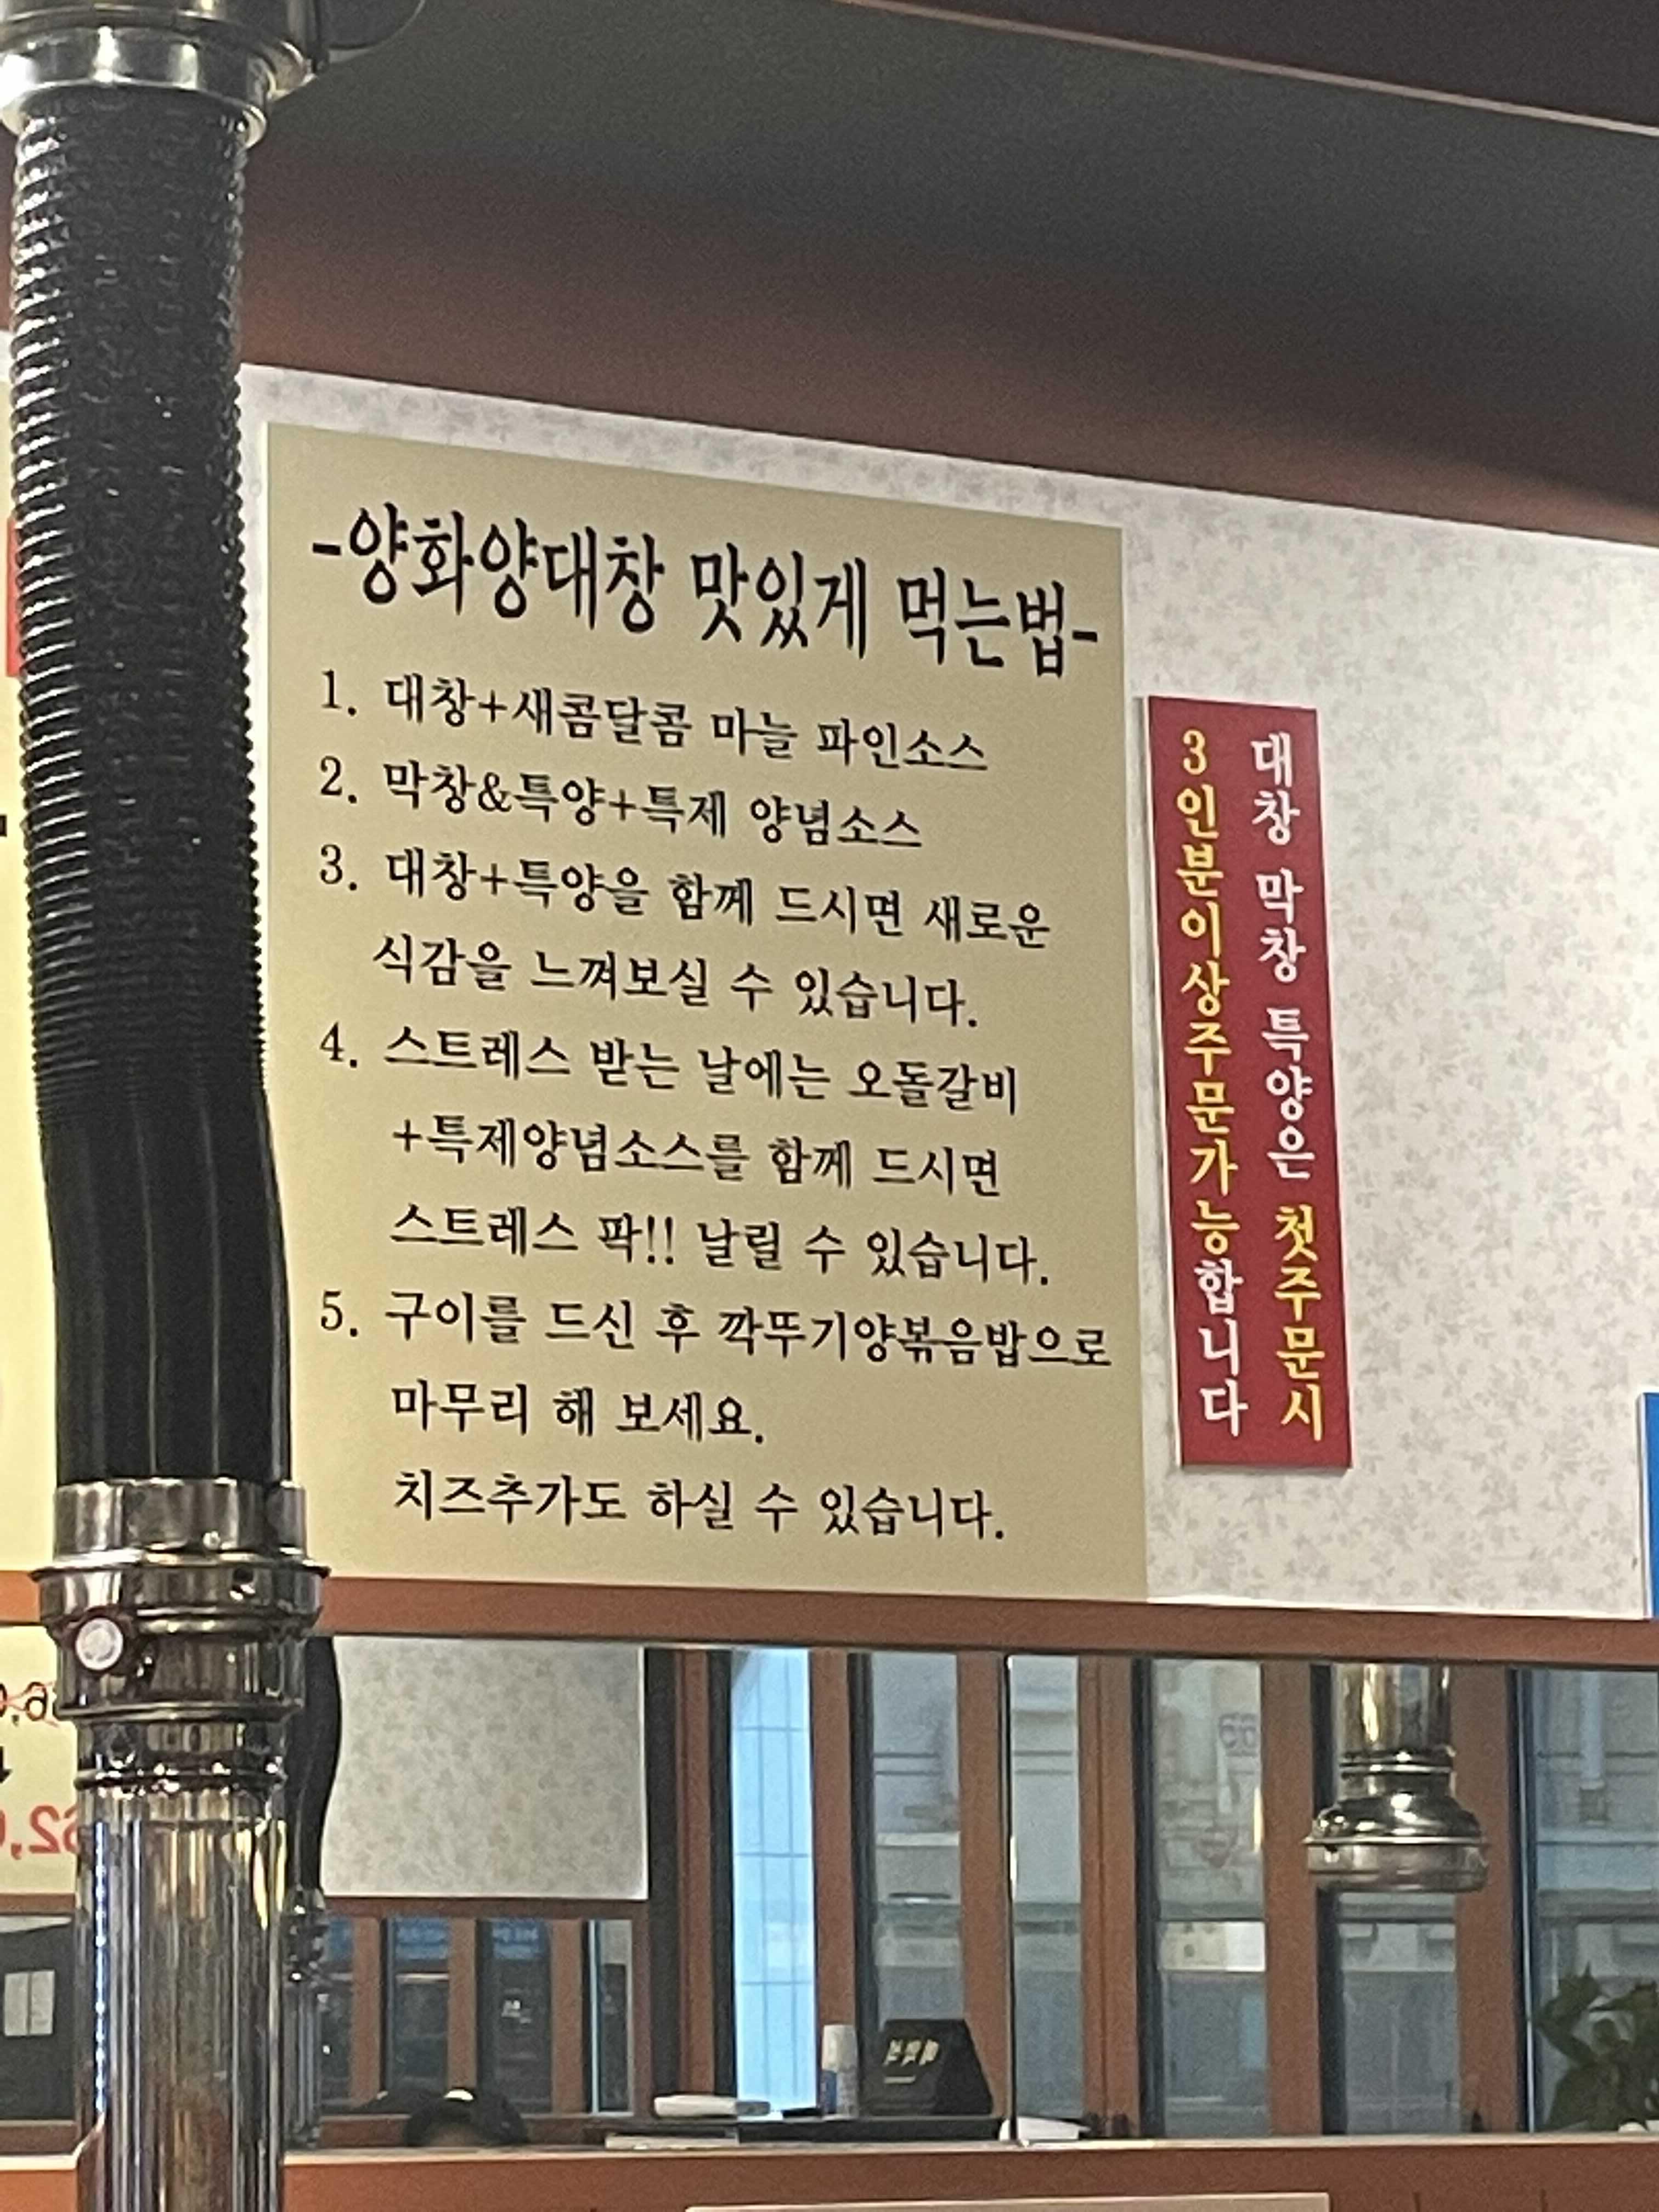 -양화양대창 맛있게 먹는법-
1. 대창+새콤달콤 마늘 파인소스
2. 막창&특양+특제 양념소스
3. 대창+특양을 함께 드시면 새로운
식감을 느껴보실 수 있습니다.
4. 스트레스 받는 날에는 오돌갈비
+특제양념소스를 함께 드시면
스트레스 팍!! 날릴 수 있습니다.
5. 구이를 드신 후 깍뚜기양볶음밥으로
마무리 해 보세요.
치즈추가도 하실 수 있습니다.
대창 막창 특양은 첫주문시
3인분이상주문가능합니다
예약석